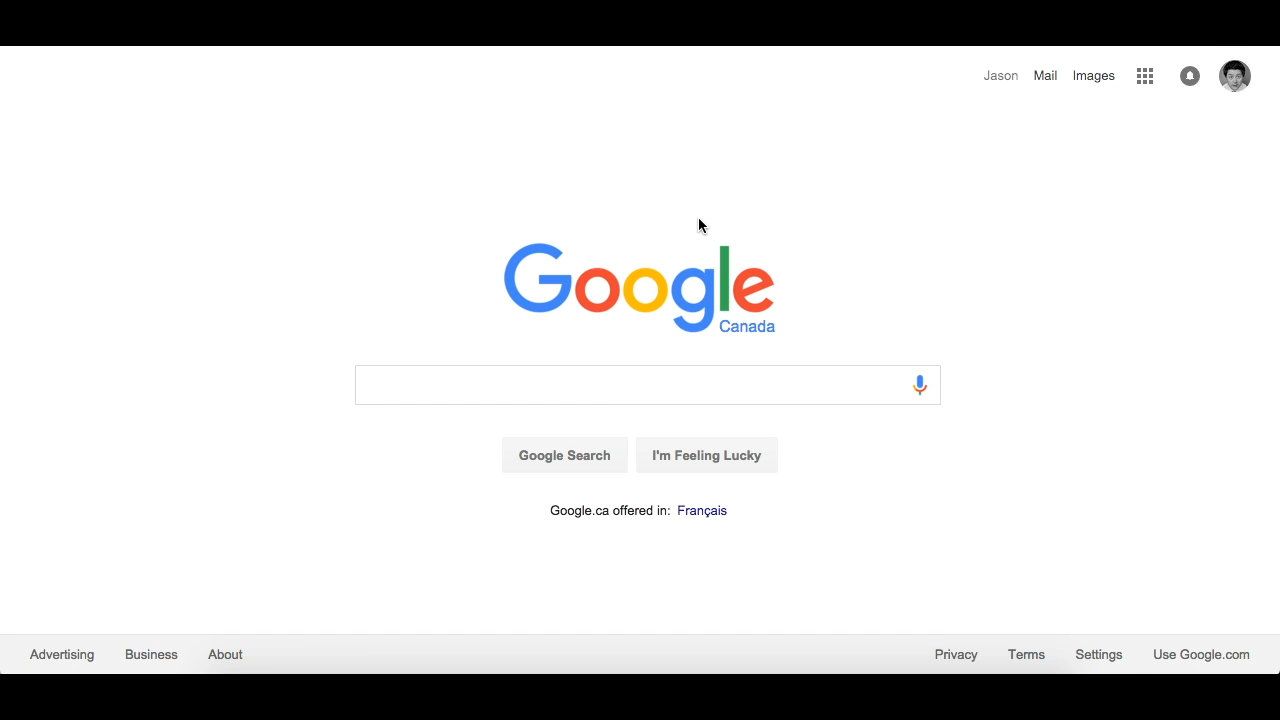 Jason Mail Images
Google
Canada
Google Search I'm Feeling Lucky
Google.ca offered in: Français
Advertising Business About Privacy Terms Settings Use Google.com